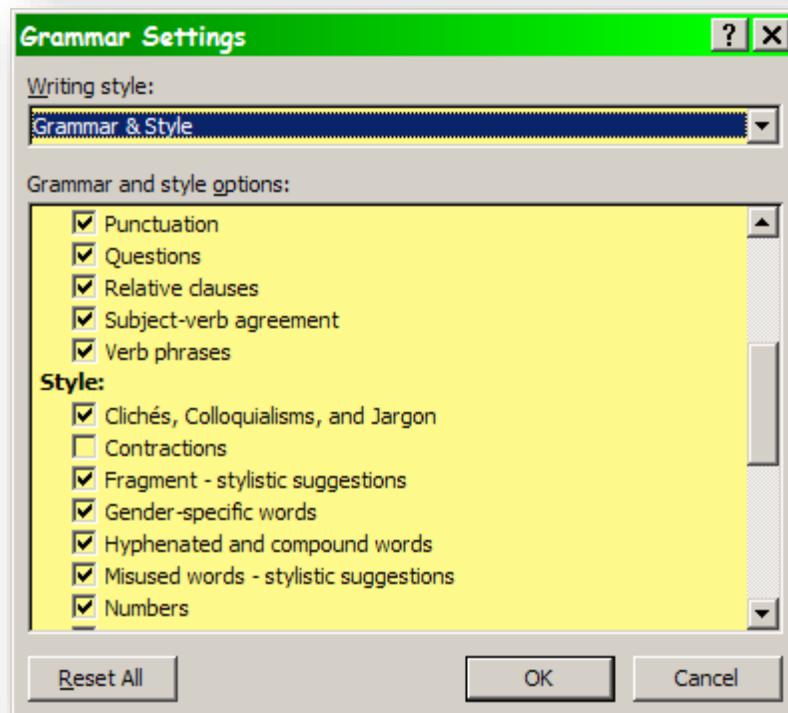 Grammar Settings
?
Writing style:
Grammar & Style
Grammar and style options:
Punctuation
Questions
Relative clauses
Subject-verb agreement
Verb phrases
Style:
Clichés, Colloquialisms, and Jargon
Contractions
Fragment - stylistic suggestions
Gender-specific words
Hyphenated and compound words
Misused words - stylistic suggestions
Numbers
Reset All
OK
Cancel